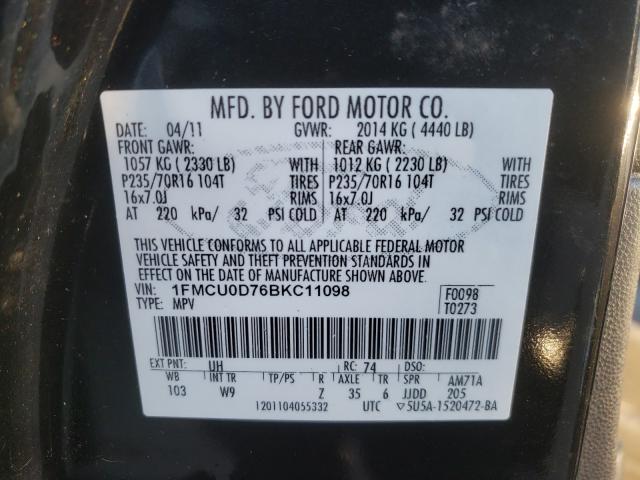 MFD. BY FORD MOTOR CO.
DATE: 04/11 GVWR: 2014 KG ( 4440 LB)
FRONT GAWR: REAR GAWR:
1057 KG ( 2330 LB) WITH 1012 KG ( 2230 LB) WITH
P235/70R16 104T TIRES P235/70R16 104T TIRES
16x7.0J RIMS 16x7.0J RIMS
AT 220 kPa/ 32 PSI COLD AT 220 kPa/ 32 PSI COLD
THIS VEHICLE CONFORMS TO ALL APPLICABLE FEDERAL MOTOR
VEHICLE SAFETY AND THEFT PREVENTION STANDARDS IN
EFFECT ON THE DATE OF MANUFACTURE SHOWN ABOVE.
VIN: 1FMCU0D76BKC11098 F0098
TYPE: MPV T0273
EXT PNT: UH RC: 74 DSO:
WB INT TR TP/PS R AXLE TR SPR AM71A
103 W9 Z 35 6 JJDD 205
1201104055332 UTC 5U5A-1520472-BA